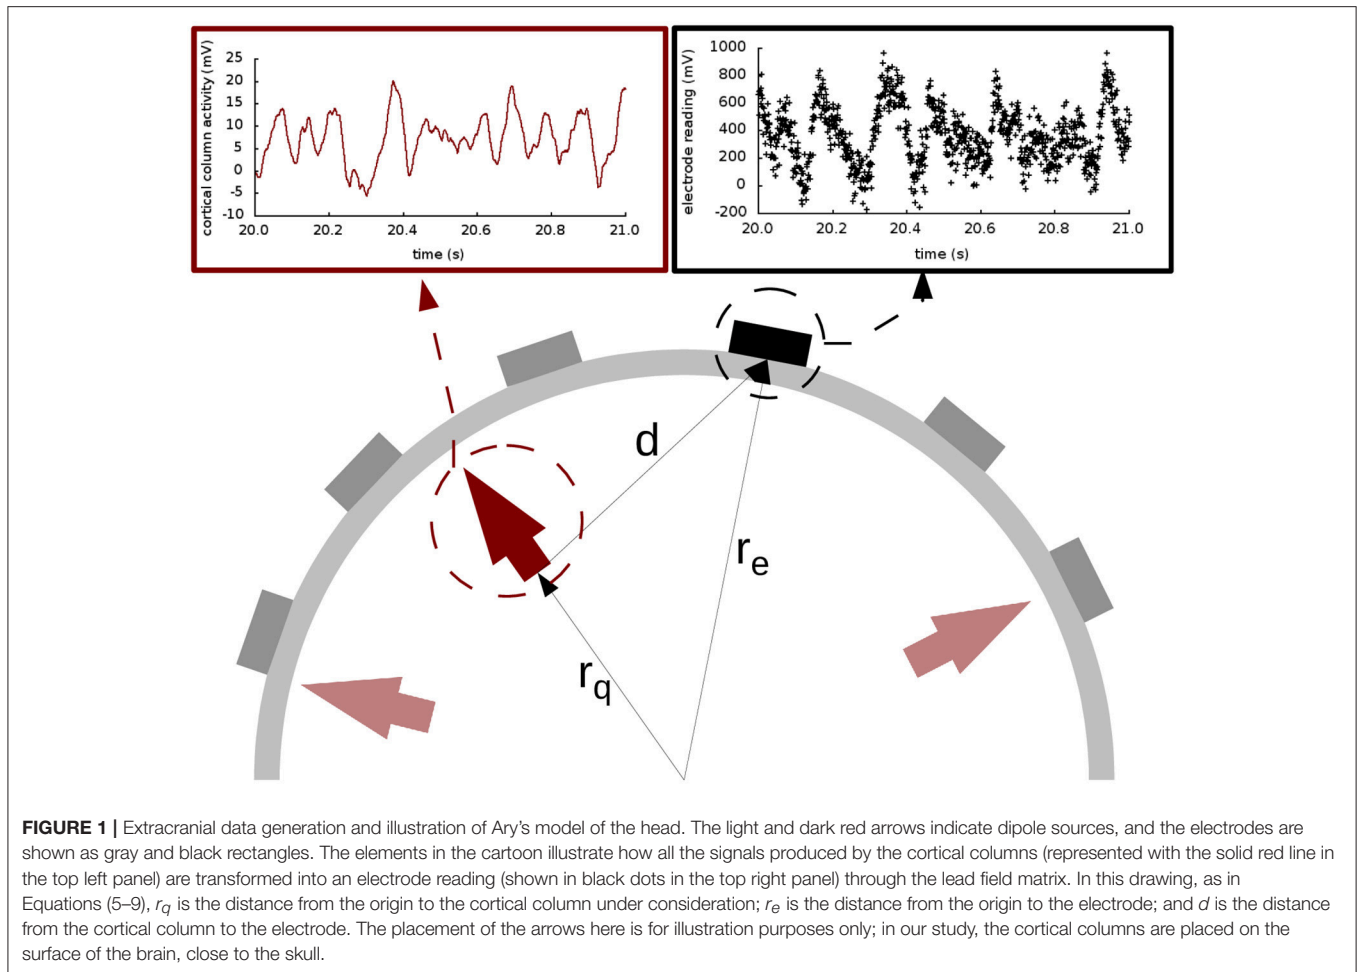 cortical column activity (mV)
25
20
15
10
5
0
-5
-10
20.0 20.2 20.4 20.6 20.8 21.0
time (s)
electrode reading (mV)
1000
800
600
400
200
0
-200
20.0 20.2 20.4 20.6 20.8 21.0
time (s)
d
re
rq
FIGURE 1 | Extracranial data generation and illustration of Ary's model of the head. The light and dark red arrows indicate dipole sources, and the electrodes are
shown as gray and black rectangles. The elements in the cartoon illustrate how all the signals produced by the cortical columns (represented with the solid red line in
the top left panel) are transformed into an electrode reading (shown in black dots in the top right panel) through the lead field matrix. In this drawing, as in
Equations (5–9), rq is the distance from the origin to the cortical column under consideration; re is the distance from the origin to the electrode; and d is the distance
from the cortical column to the electrode. The placement of the arrows here is for illustration purposes only; in our study, the cortical columns are placed on the
surface of the brain, close to the skull.